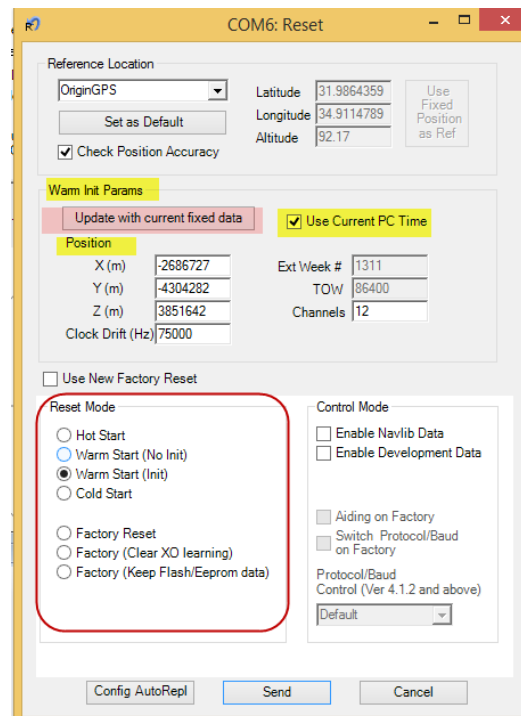 COM6: Reset
Reference Location
OriginGPS
Set as Default
Check Position Accuracy
Latitude 31.9864359
Longitude 34.9114789
Altitude 92.17
Use Fixed Position as Ref
Warm Init Params
Update with current fixed data
Use Current PC Time
Position
X (m) -2686727
Y (m) -4304282
Z (m) 3851642
Clock Drift (Hz) 75000
Ext Week # 1311
TOW 86400
Channels 12
Use New Factory Reset
Reset Mode
Hot Start
Warm Start (No Init)
Warm Start (Init)
Cold Start
Factory Reset
Factory (Clear XO learning)
Factory (Keep Flash/Eeprom data)
Control Mode
Enable Navlib Data
Enable Development Data
Aiding on Factory
Switch Protocol/Baud
on Factory
Protocol/Baud
Control (Ver 4.1.2 and above)
Default
Config AutoRepl
Send
Cancel